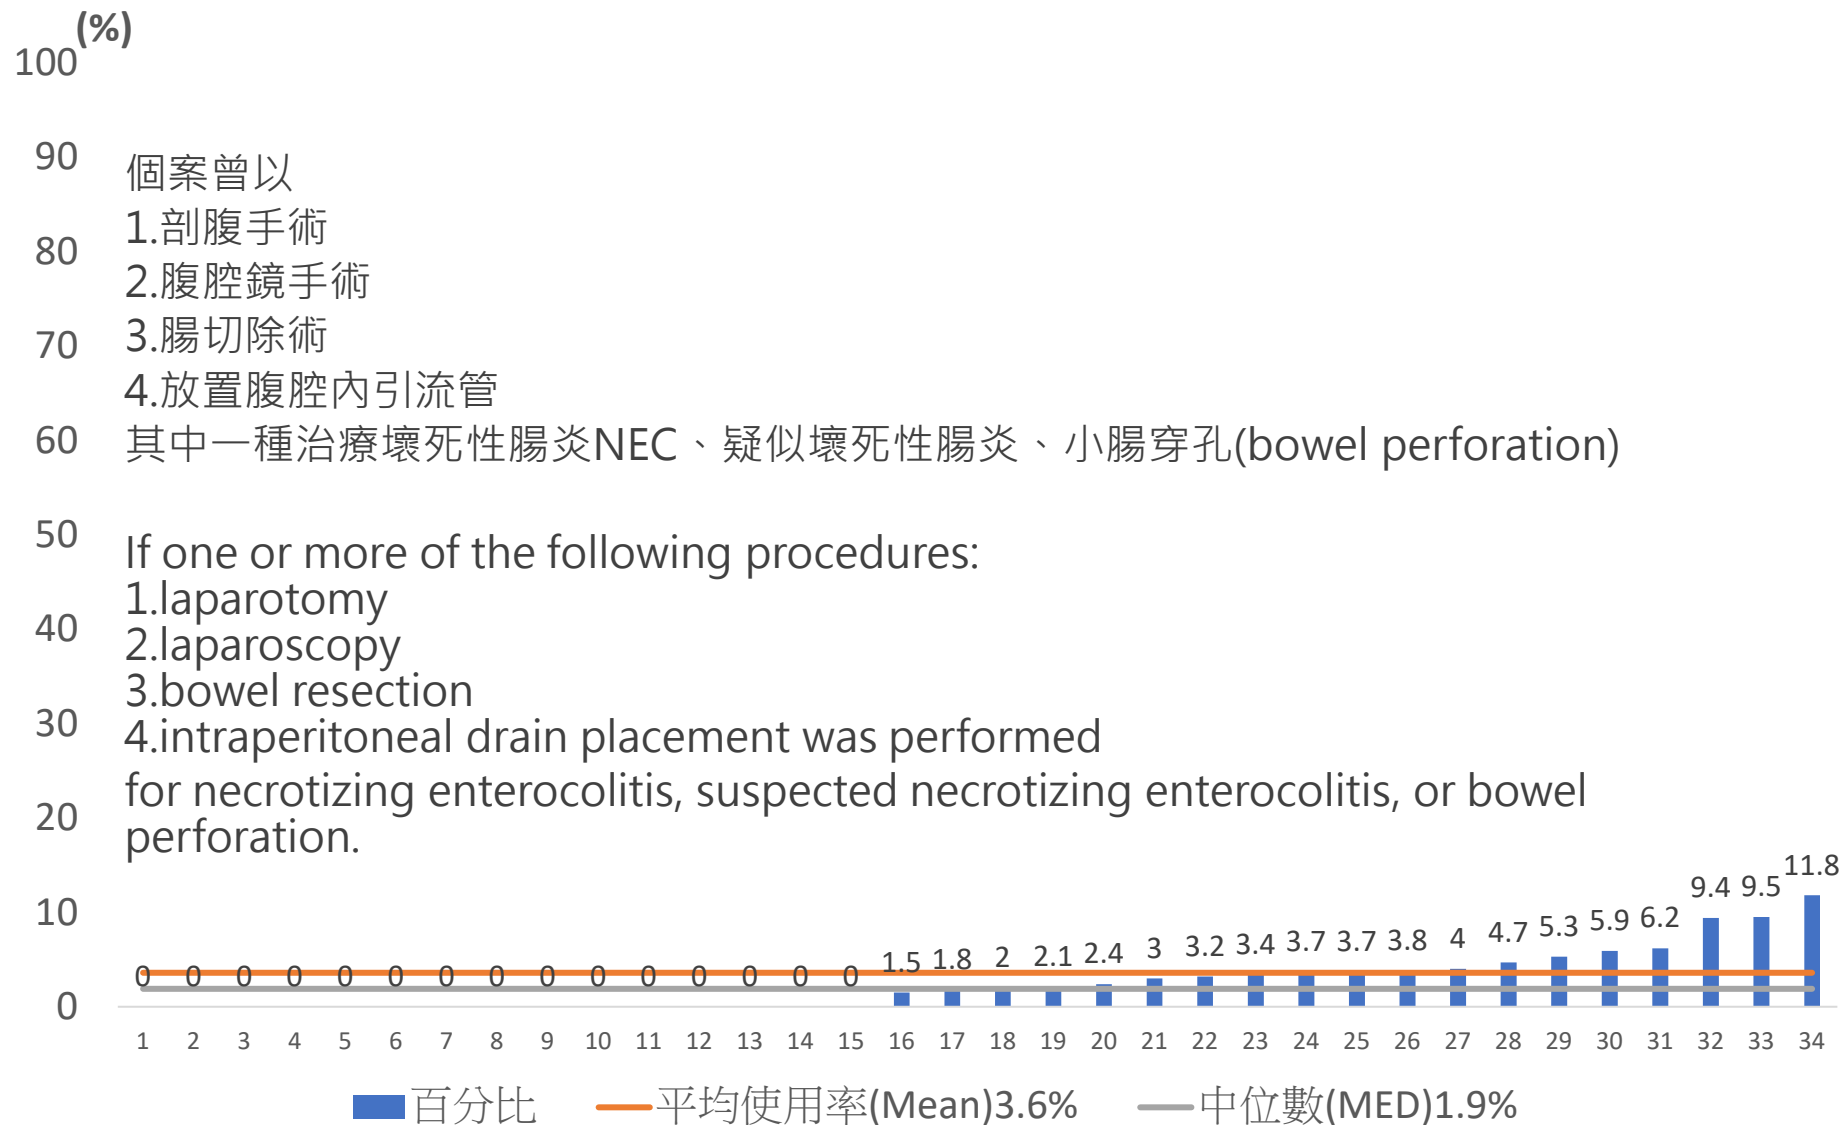 (%)
100
90
80
70
60
50
40
30
20
10
0
個案曾以
1.剖腹手術
2.腹腔鏡手術
3.腸切除術
4.放置腹腔內引流管
其中一種治療壞死性腸炎NEC、疑似壞死性腸炎、小腸穿孔(bowel perforation)
If one or more of the following procedures:
1.laparotomy
2.laparoscopy
3.bowel resection
4.intraperitoneal drain placement was performed
for necrotizing enterocolitis, suspected necrotizing enterocolitis, or bowel
perforation.
0 0 0 0 0 0 0 0 0 0 0 0 0 0 0 1.5 1.8 2 2.1 2.4 3 3.2 3.4 3.7 3.7 3.8 4 4.7 5.3 5.9 6.2 9.4 9.5 11.8
1 2 3 4 5 6 7 8 9 10 11 12 13 14 15 16 17 18 19 20 21 22 23 24 25 26 27 28 29 30 31 32 33 34
百分比 平均使用率(Mean)3.6% 中位數(MED)1.9%